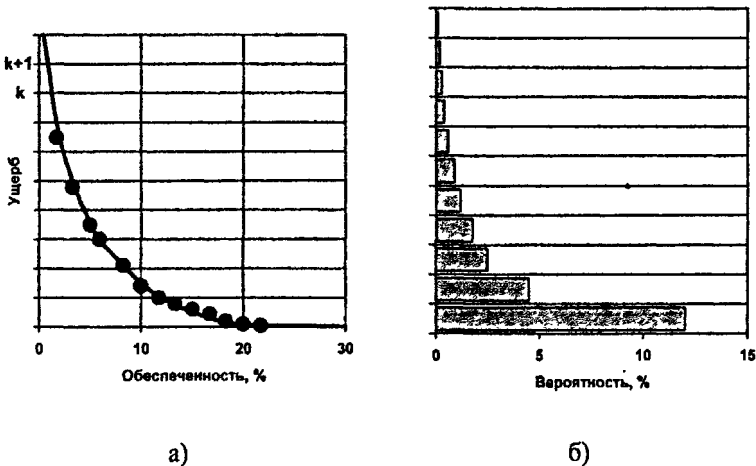 k+1
k
Ущерб
0 10 20 30
Обеспеченность, %
а)
0 5 10 15
Вероятность, %
б)